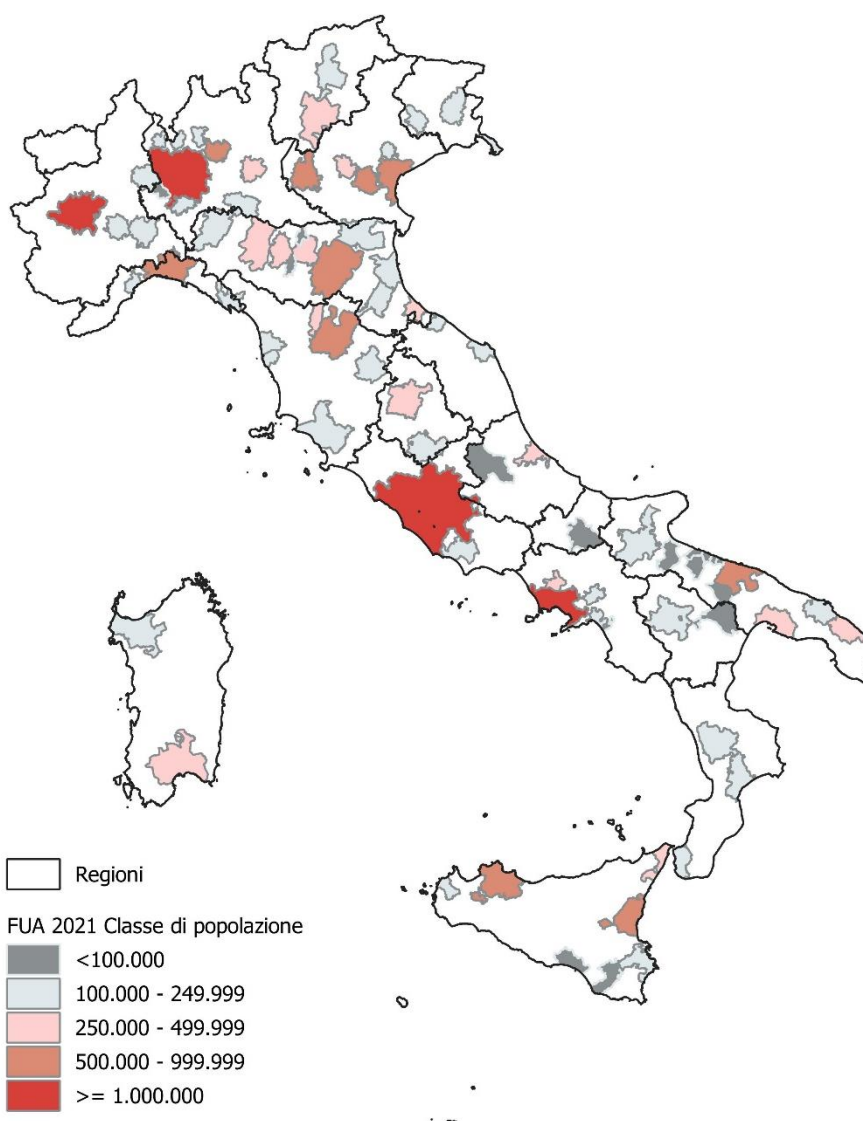 Regioni
FUA 2021 Classe di popolazione
<100.000
100.000 - 249.999
250.000 - 499.999
500.000 - 999.999
>= 1.000.000